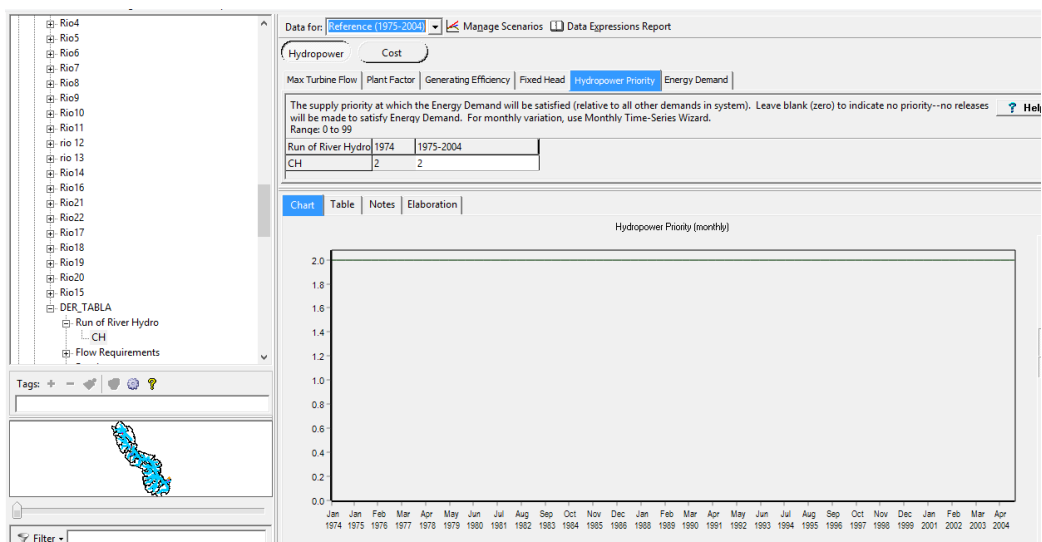 Rio4
Rio5
Rio6
Rio7
Rio8
Rio9
Rio10
Rio11
rio 12
rio 13
Rio14
Rio16
Rio21
Rio22
Rio17
Rio18
Rio19
Rio20
Rio15
DER_TABLA
Run of River Hydro
CH
Flow Requirements
Tags:
Filter
Data for: Reference (1975-2004) Manage Scenarios Data Expressions Report
Hydropower Cost
Max Turbine Flow Plant Factor Generating Efficiency Fixed Head Hydropower Priority Energy Demand
The supply priority at which the Energy Demand will be satisfied (relative to all other demands in system). Leave blank (zero) to indicate no priority--no releases
will be made to satisfy Energy Demand. For monthly variation, use Monthly Time-Series Wizard.
Range: 0 to 99
? Help
Run of River Hydro 1974 1975-2004
CH 2 2
Chart Table Notes Elaboration
Hydropower Priority (monthly)
2.0
1.8
1.6
1.4
1.2
1.0
0.8
0.6
0.4
0.2
0.0
Jan Jan Feb Mar Apr May Jun Jul Aug Sep Oct Nov Dec Jan Feb Mar Apr May Jun Jul Aug Sep Oct Nov Dec Jan Feb Mar Apr
1974 1975 1976 1977 1978 1979 1980 1981 1982 1983 1984 1985 1986 1988 1989 1990 1991 1992 1993 1994 1995 1996 1997 1998 1999 2001 2002 2003 2004